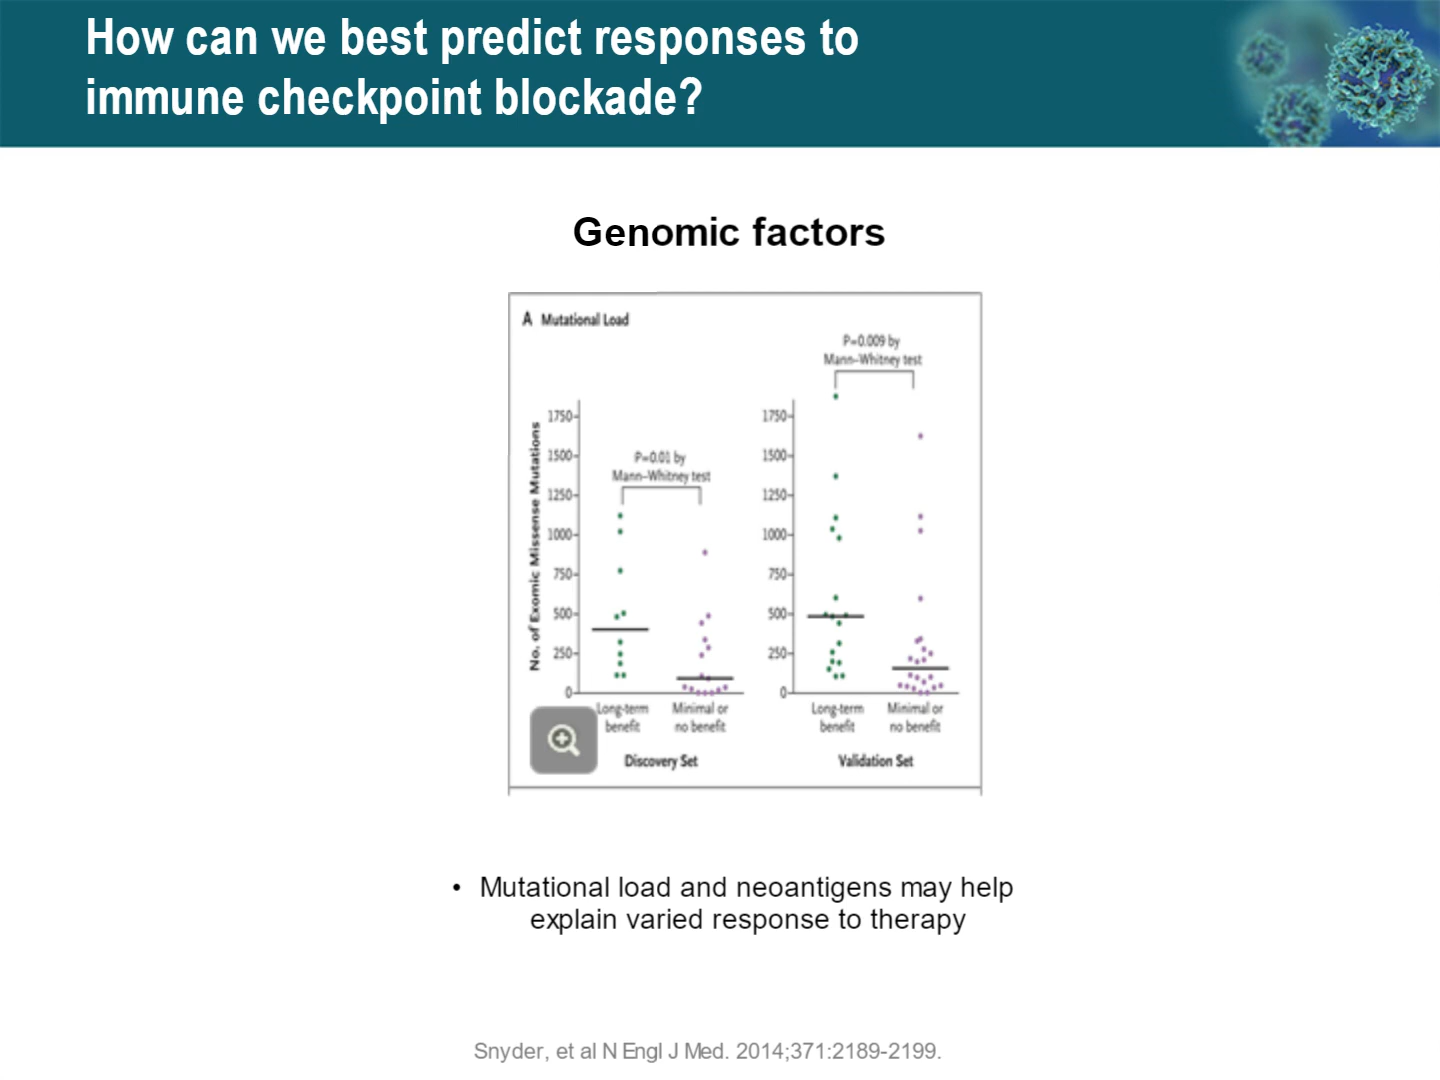 How can we best predict responses to
immune checkpoint blockade?
Genomic factors
A Mutational Load
P=0.009 by
Mann–Whitney test
P=0.01 by
Mann–Whitney test
No. of Exomic Missense Mutations
1750
1500
1250
1000
750
500
250
0
1750
1500
1250
1000
750
500
250
0
Long-term
benefit
Minimal or
no benefit
Long-term
benefit
Minimal or
no benefit
Discovery Set
Validation Set
• Mutational load and neoantigens may help
explain varied response to therapy
Snyder, et al N Engl J Med. 2014;371:2189-2199.